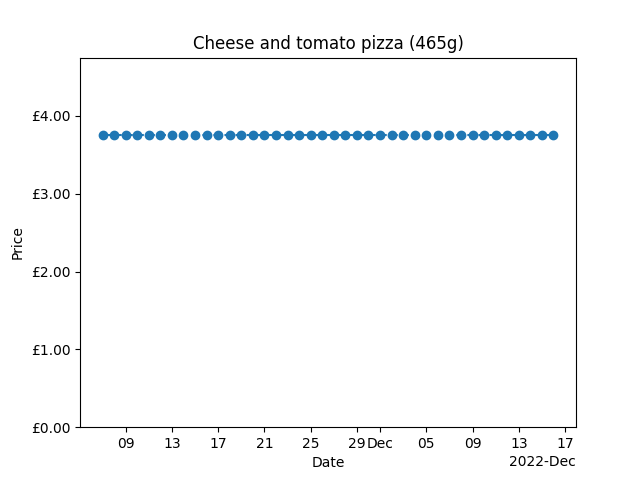 Cheese and tomato pizza (465g)
£4.00
£3.00
£2.00
£1.00
£0.00
Price
09 13 17 21 25 29 Dec 05 09 13 17
Date
2022-Dec